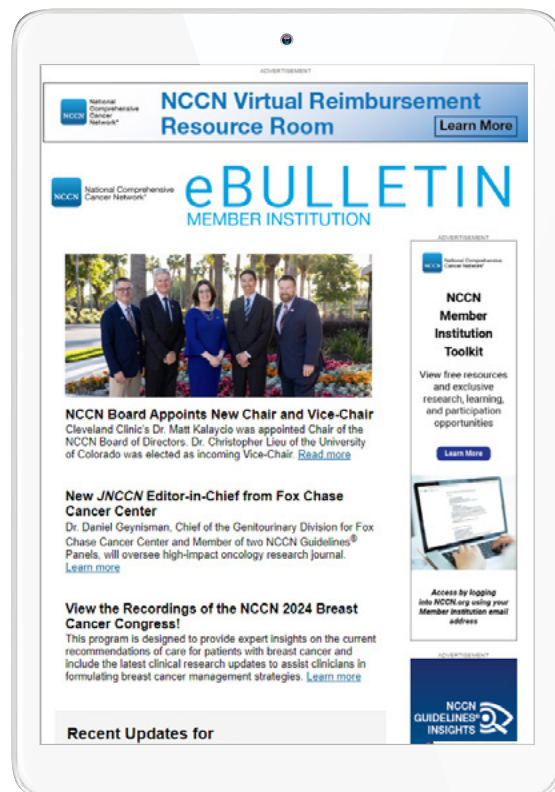 ADVERTISEMENT
NCCN
National
Comprehensive
Cancer
Network®
NCCN Virtual Reimbursement
Resource Room
Learn More
NCCN
National Comprehensive
Cancer Network®
eBULLETIN
MEMBER INSTITUTION
NCCN Board Appoints New Chair and Vice-Chair
Cleveland Clinic's Dr. Matt Kalaycio was appointed Chair of the
NCCN Board of Directors. Dr. Christopher Lieu of the University
of Colorado was elected as incoming Vice-Chair. Read more
New JNCCN Editor-in-Chief from Fox Chase
Cancer Center
Dr. Daniel Geynisman, Chief of the Genitourinary Division for Fox
Chase Cancer Center and Member of two NCCN Guidelines®
Panels, will oversee high-impact oncology research journal.
Learn more
View the Recordings of the NCCN 2024 Breast
Cancer Congress!
This program is designed to provide expert insights on the current
recommendations of care for patients with breast cancer and
include the latest clinical research updates to assist clinicians in
formulating breast cancer management strategies. Learn more
Recent Updates for
ADVERTISEMENT
NCCN
National Comprehensive
Cancer Network®
NCCN
Member
Institution
Toolkit
View free resources
and exclusive
research, learning,
and participation
opportunities
Learn More
Access by logging
into NCCN.org using your
Member Institution email
address
ADVERTISEMENT
NCCN
GUIDELINES®
INSIGHTS